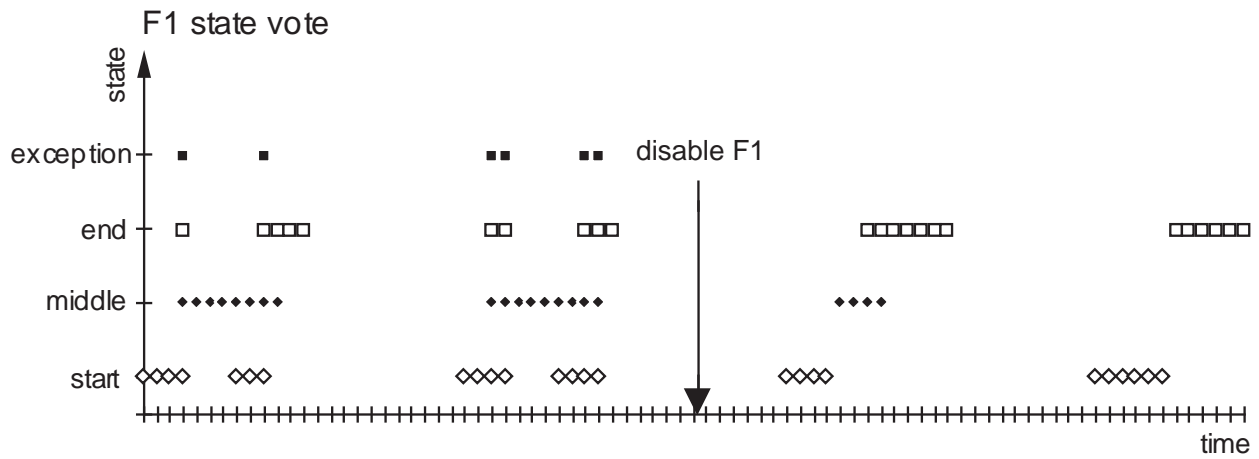 F1 state vote
state
exception
disable F1
end
middle
start
time